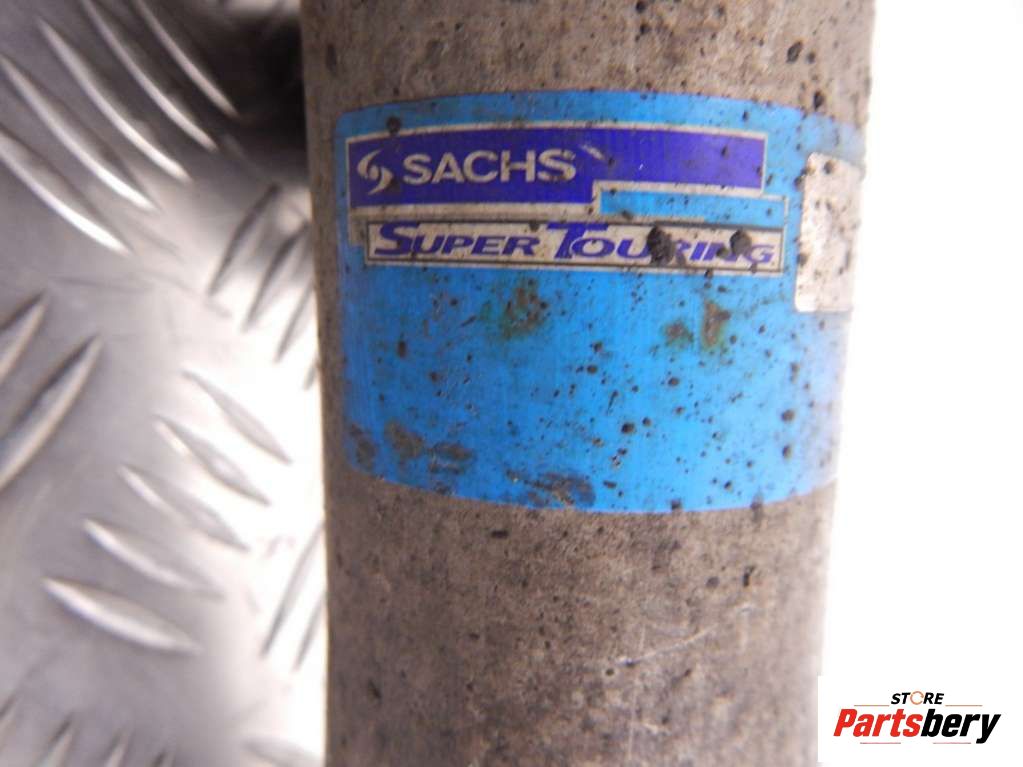 SACHS
SUPER TOURING
STORE
Partsbery